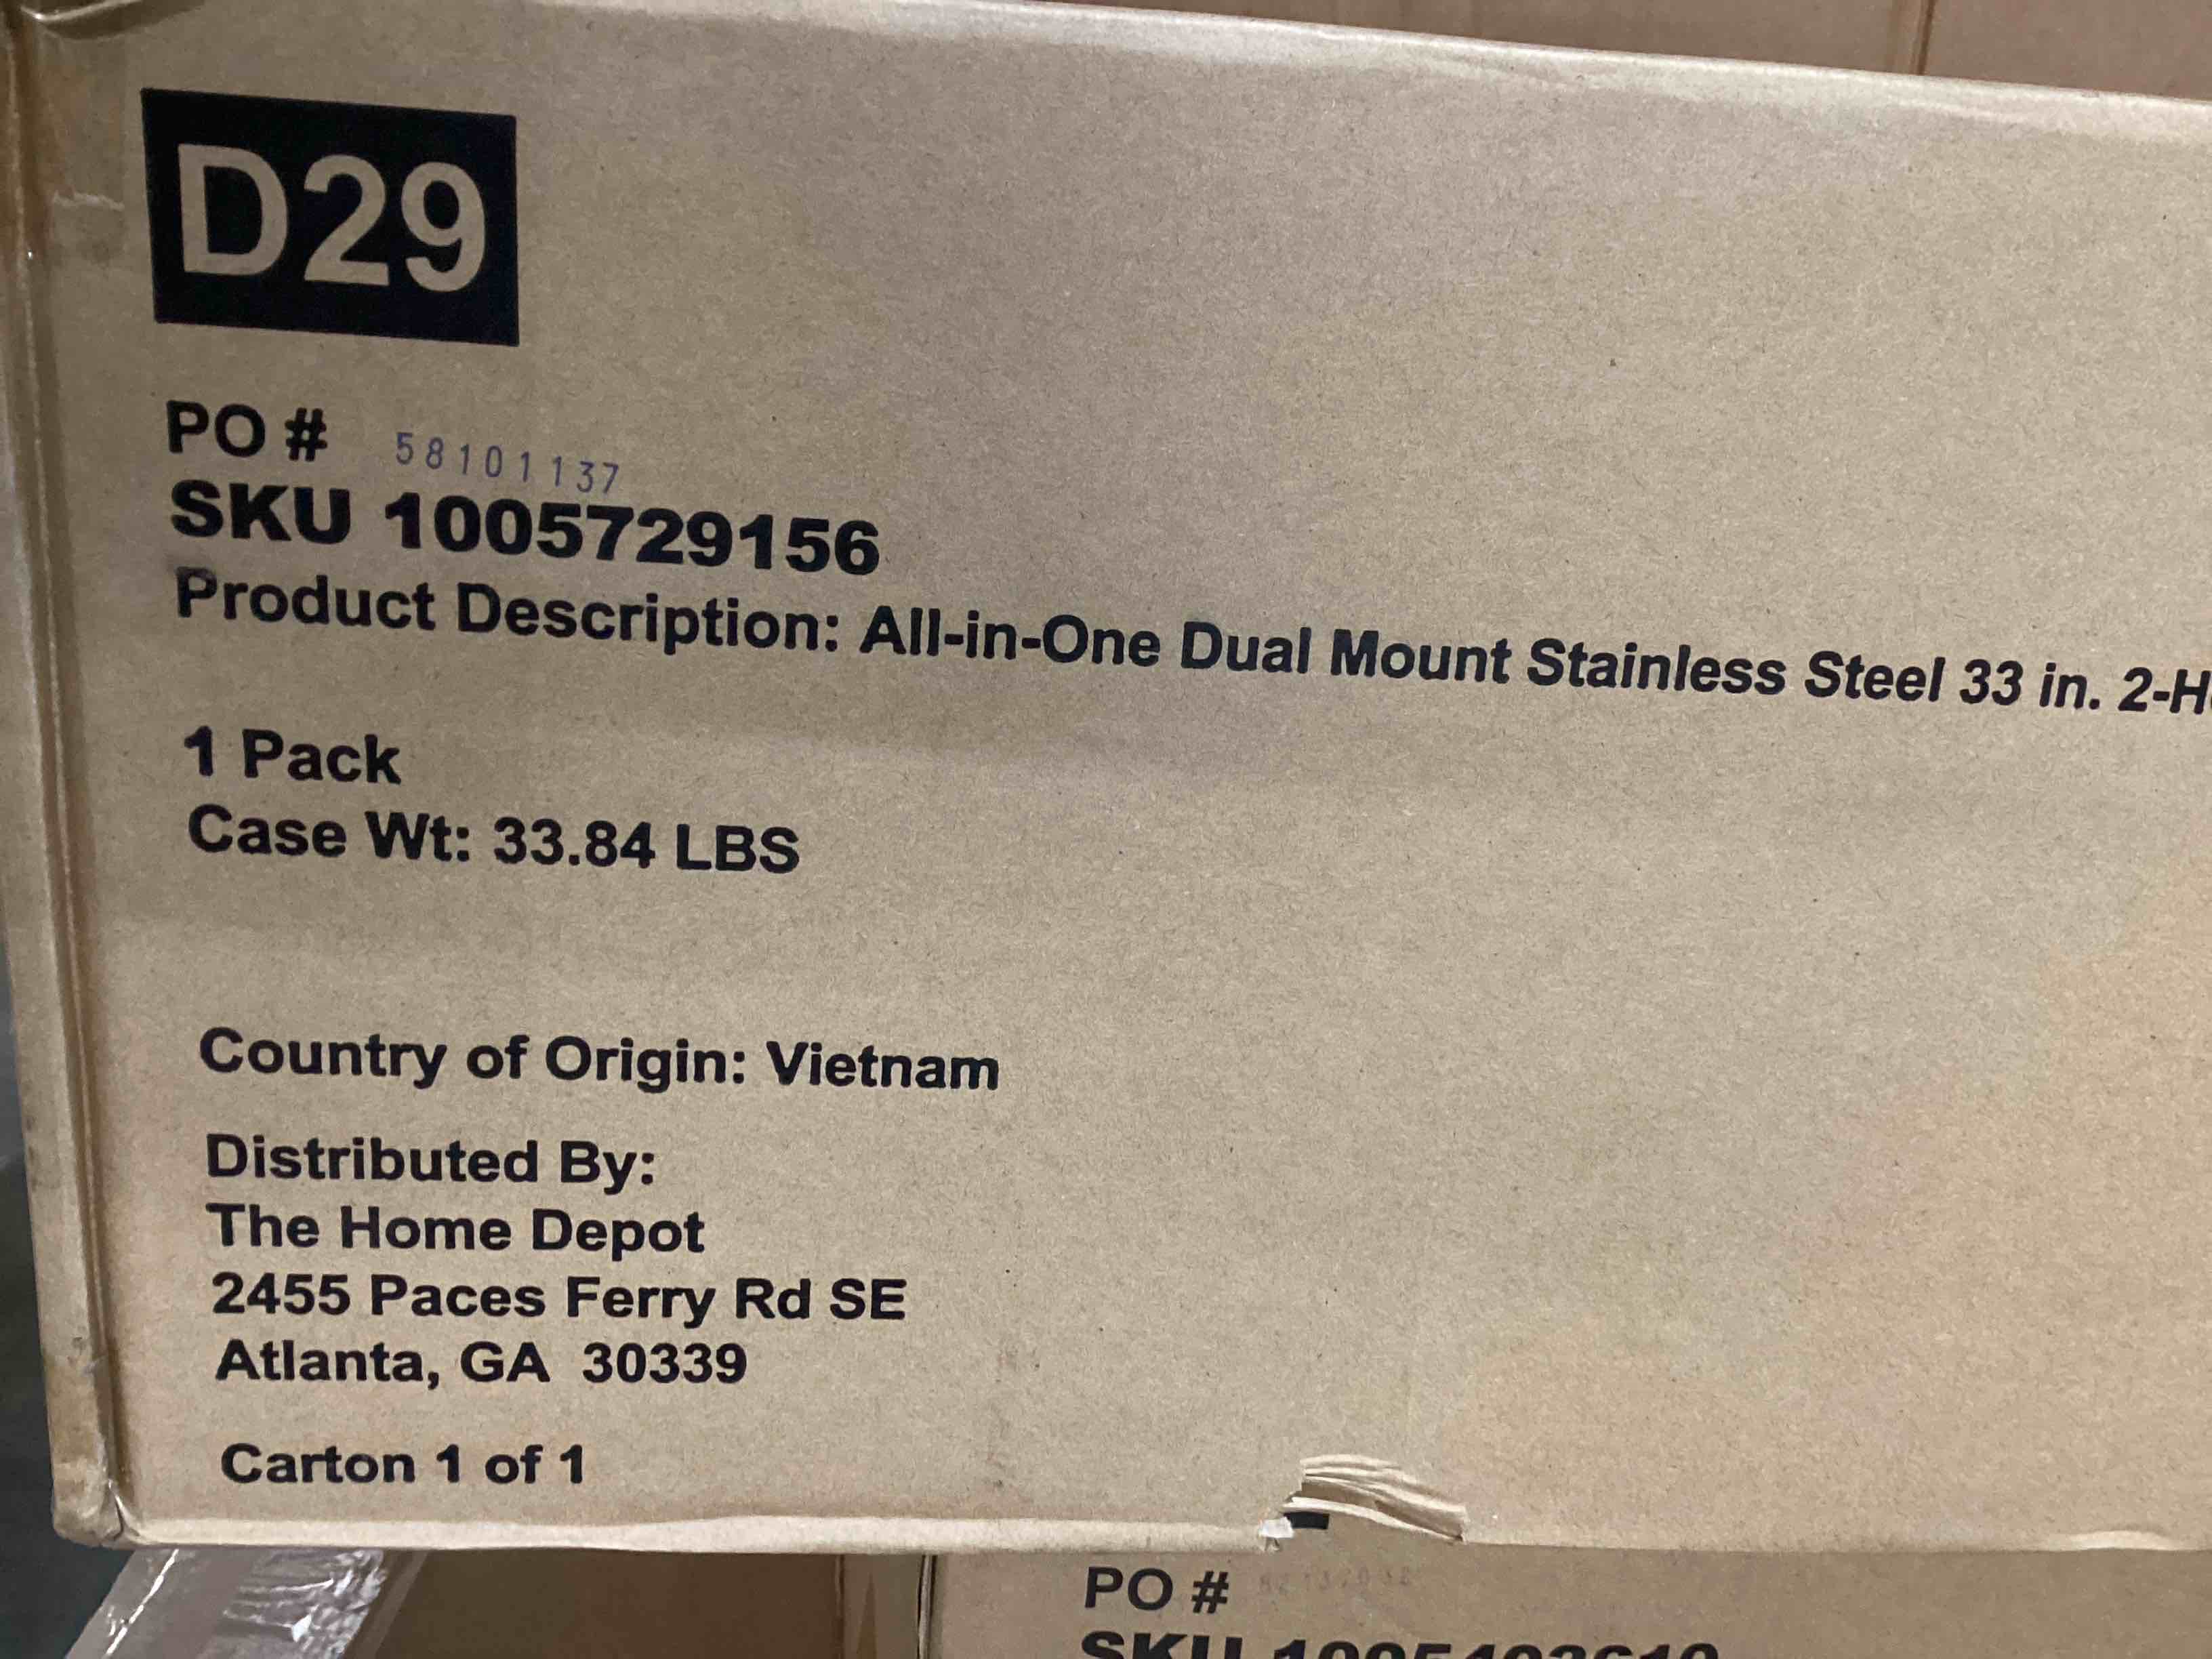 D29
PO # 58101137
SKU 1005729156
Product Description: All-in-One Dual Mount Stainless Steel 33 in. 2-H
1 Pack
Case Wt: 33.84 LBS
Country of Origin: Vietnam
Distributed By:
The Home Depot
2455 Paces Ferry Rd SE
Atlanta, GA 30339
Carton 1 of 1
PO #
SKU